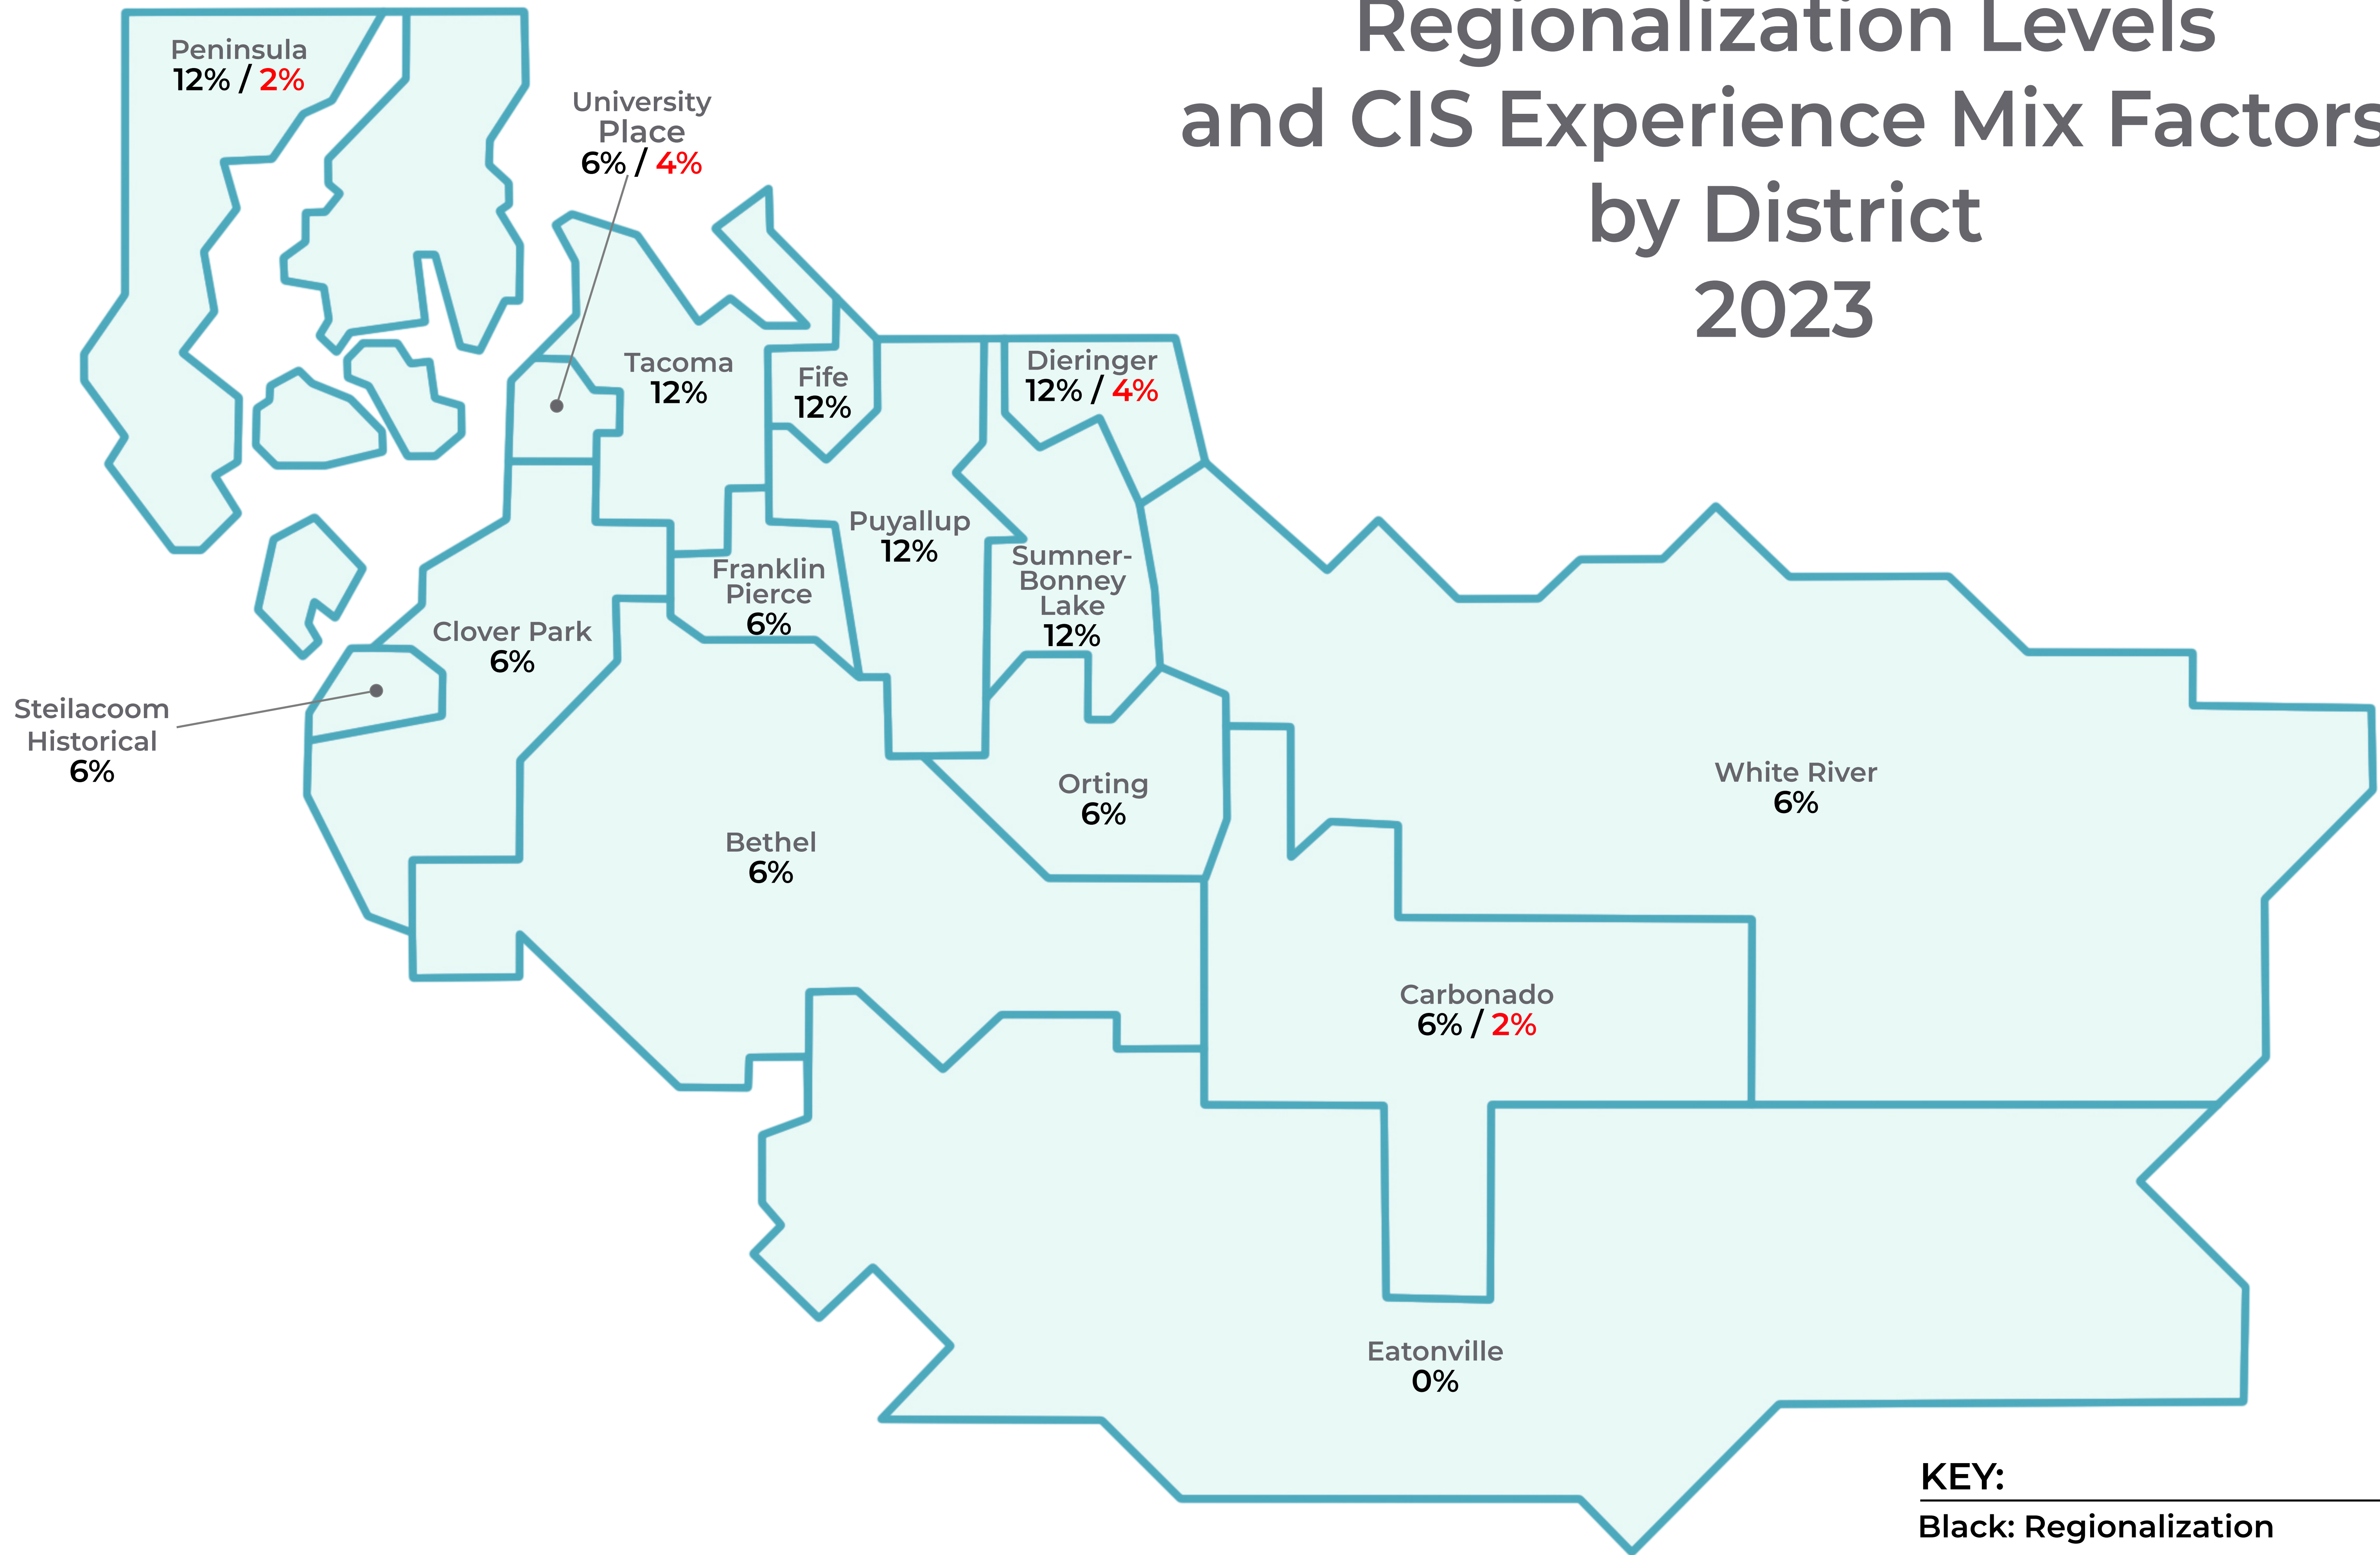 Regionalization Levels
and CIS Experience Mix Factors
by District
2023
Peninsula
12% / 2%
University
Place
6% / 4%
Tacoma
12%
Fife
12%
Dieringer
12% / 4%
Puyallup
12%
Franklin
Pierce
6%
Sumner-
Bonney
Lake
12%
Clover Park
6%
Steilacoom
Historical
6%
Bethel
6%
Orting
6%
White River
6%
Carbonado
6% / 2%
Eatonville
0%
KEY:
Black: Regionalization